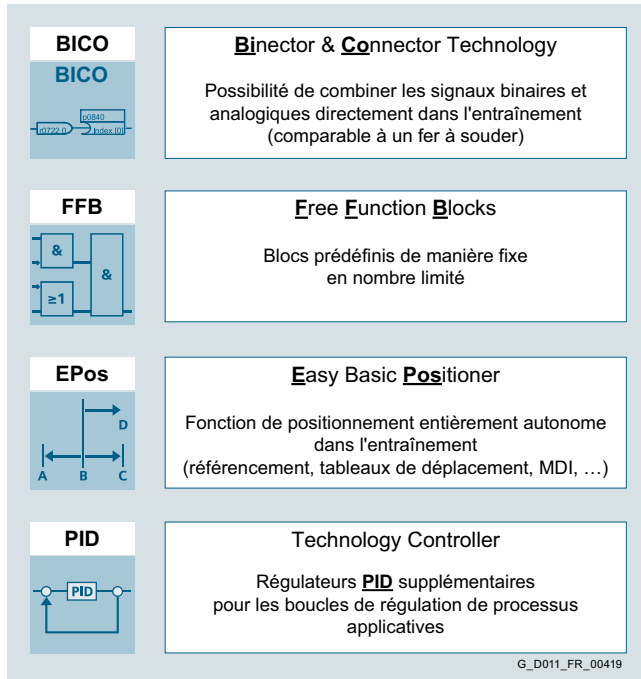 BICO
BICO
p0840
r0722.0
Index [0]
Binector & Connector Technology
Possibilité de combiner les signaux binaires et
analogiques directement dans l'entraînement
(comparable à un fer à souder)
FFB
&
&
≥1
Free Function Blocks
Blocs prédéfinis de manière fixe
en nombre limité
EPos
D
A B C
Easy Basic Positioner
Fonction de positionnement entièrement autonome
dans l'entraînement
(référencement, tableaux de déplacement, MDI, …)
PID
PID
Technology Controller
Régulateurs PID supplémentaires
pour les boucles de régulation de processus
applicatives
G_D011_FR_00419